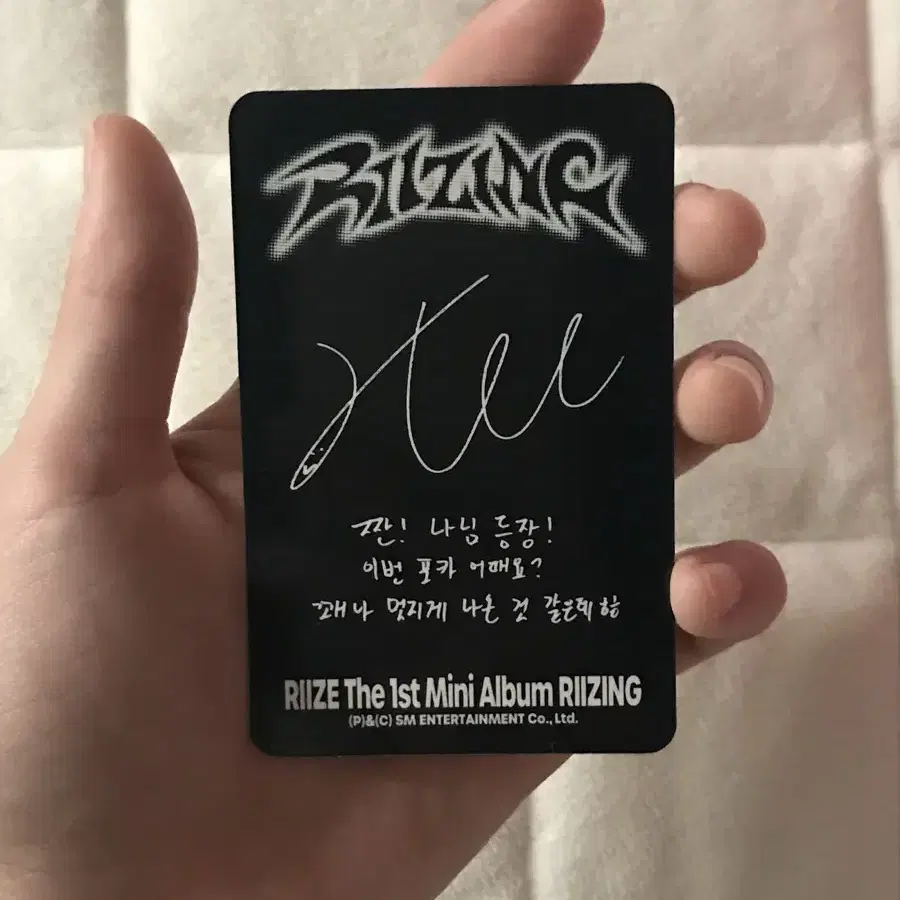 RIIZING
짠! 나님 등장!
이번 포카 어때요?
꽤나 멋지게 나온 것 같은데 힣
RIIZE The 1st Mini Album RIIZING
(P)&(C) SM ENTERTAINMENT Co., Ltd.